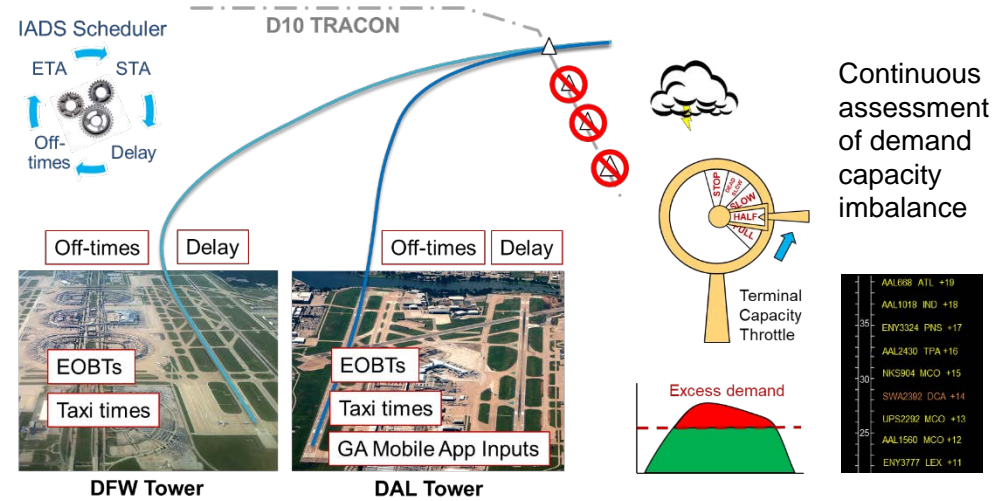 D10 TRACON
IADS Scheduler
ETA
STA
Off-
times
Delay
Continuous
assessment
of demand
capacity
imbalance
STOP
DEAD
SLOW
SLOW
HALF
FULL
Terminal
Capacity
Throttle
Off-times
Delay
Off-times
Delay
EOBTs
Taxi times
EOBTs
Taxi times
GA Mobile App Inputs
DFW Tower
DAL Tower
Excess demand
35
30
25
AAL668 ATL +19
AAL1018 IND +18
ENY3324 PNS +17
AAL2430 TPA +16
NKS904 MCO +15
SWA2392 DCA +14
UPS2292 MCO +13
AAL1560 MCO +12
ENY3777 LEX +11